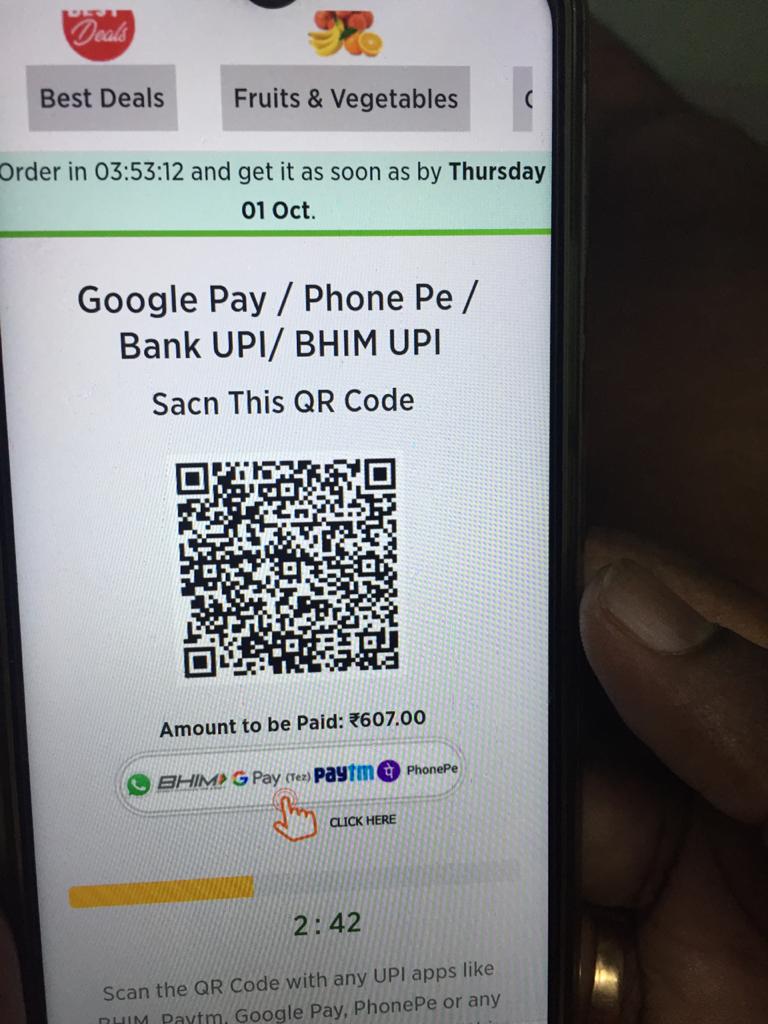 BEST
Deals
Best Deals
Fruits & Vegetables
Order in 03:53:12 and get it as soon as by Thursday
01 Oct.
Google Pay / Phone Pe /
Bank UPI/ BHIM UPI
Sacn This QR Code
Amount to be Paid: ₹607.00
BHIM G Pay (Tez) paytm पे PhonePe
CLICK HERE
2 : 42
Scan the QR Code with any UPI apps like
BHIM, Paytm, Google Pay, PhonePe or any